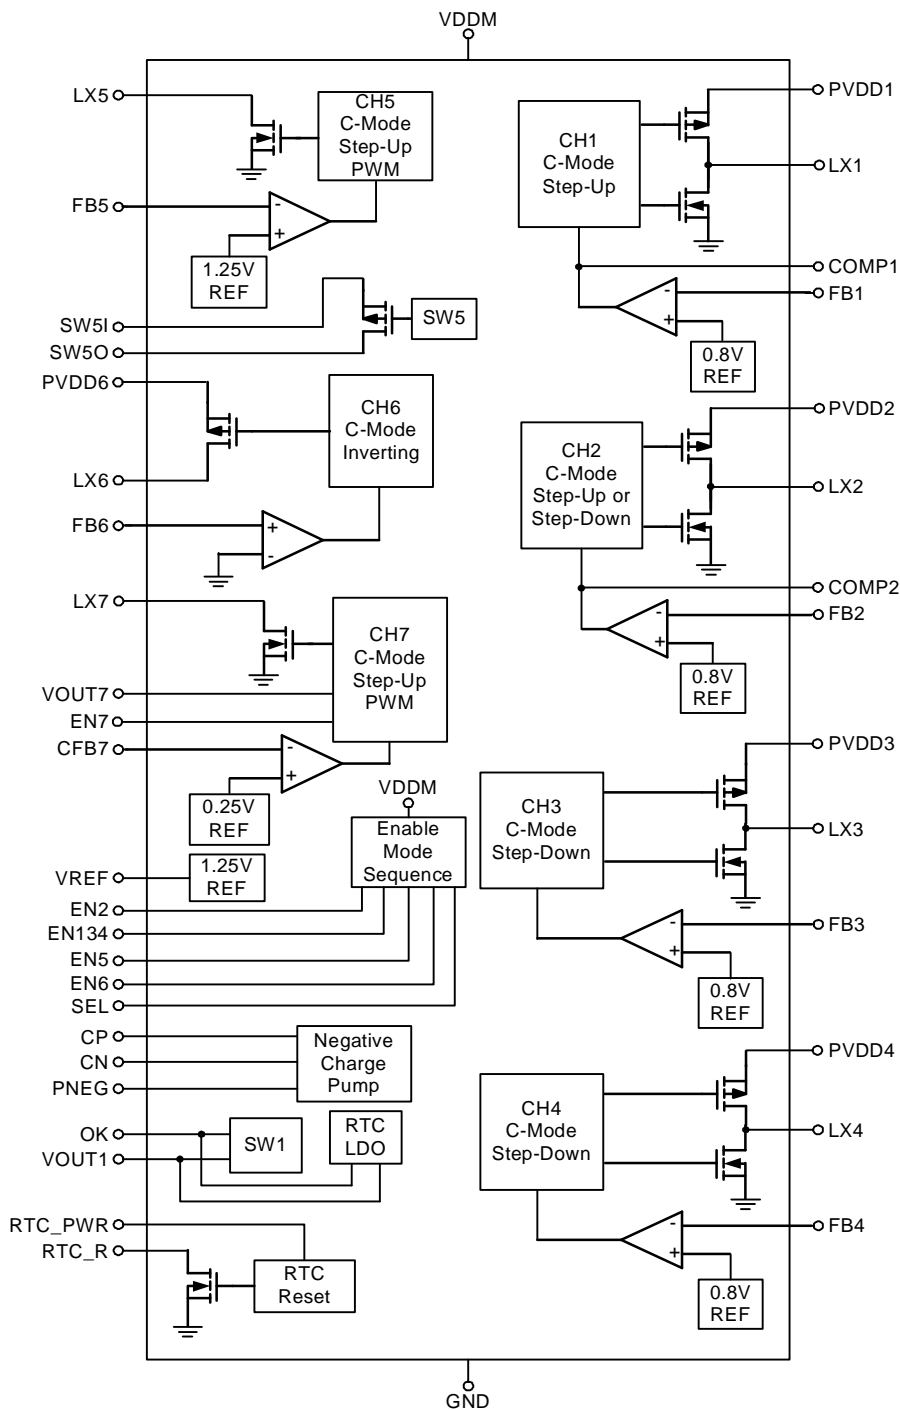 VDDM
LX5
CH5
C-Mode
Step-Up
PWM
FB5
-
+
1.25V
REF
SW5I
SW5O
SW5
PVDD6
CH6
C-Mode
Inverting
LX6
FB6
+
-
LX7
CH7
C-Mode
Step-Up
PWM
VOUT7
EN7
CFB7
-
+
0.25V
REF
VDDM
Enable
Mode
Sequence
VREF
1.25V
REF
EN2
EN134
EN5
EN6
SEL
CP
CN
PNEG
Negative
Charge
Pump
OK
VOUT1
SW1
RTC
LDO
RTC_PWR
RTC_R
RTC
Reset
PVDD1
CH1
C-Mode
Step-Up
LX1
COMP1
FB1
-
+
0.8V
REF
PVDD2
CH2
C-Mode
Step-Up or
Step-Down
LX2
COMP2
FB2
-
+
0.8V
REF
PVDD3
CH3
C-Mode
Step-Down
LX3
FB3
-
+
0.8V
REF
PVDD4
CH4
C-Mode
Step-Down
LX4
FB4
-
+
0.8V
REF
GND